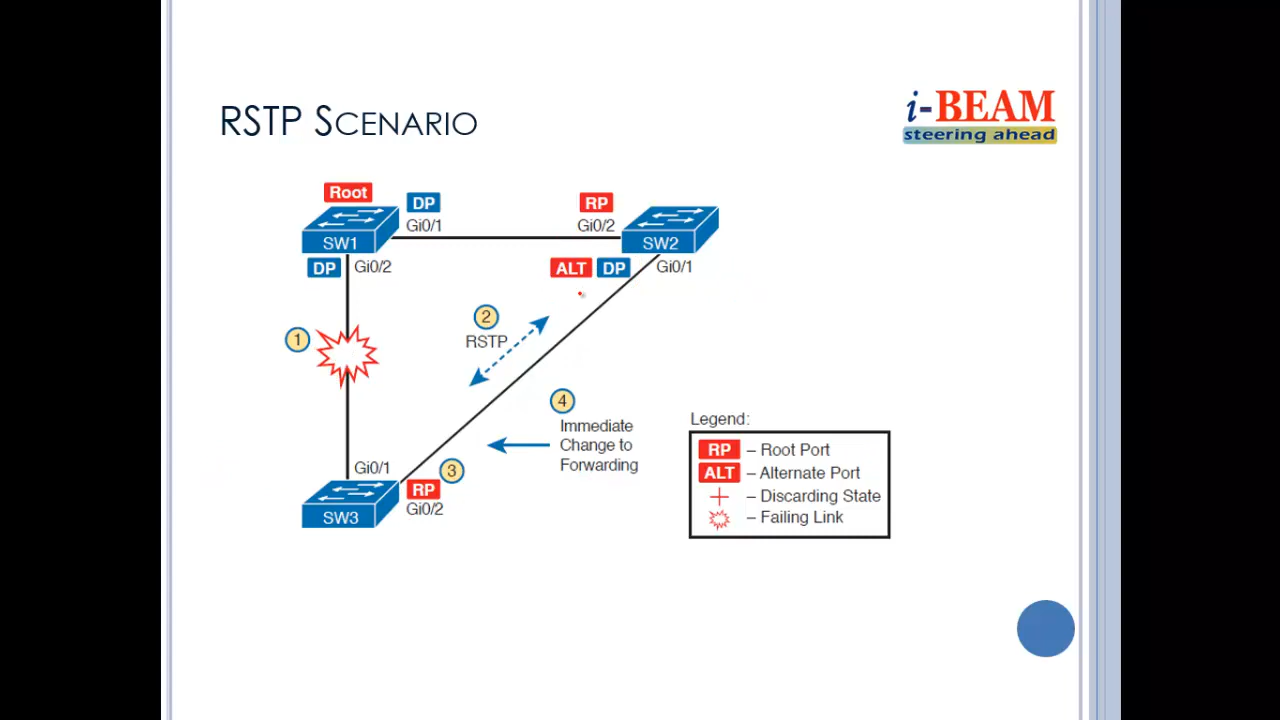 RSTP SCENARIO
i-BEAM
steering ahead
Root
DP
RP
Gi0/1
Gi0/2
SW1
SW2
DP
Gi0/2
ALT
DP
Gi0/1
2
1
RSTP
4
Immediate
Change to
Forwarding
Gi0/1
3
RP
Gi0/2
SW3
Legend:
RP – Root Port
ALT – Alternate Port
– Discarding State
– Failing Link